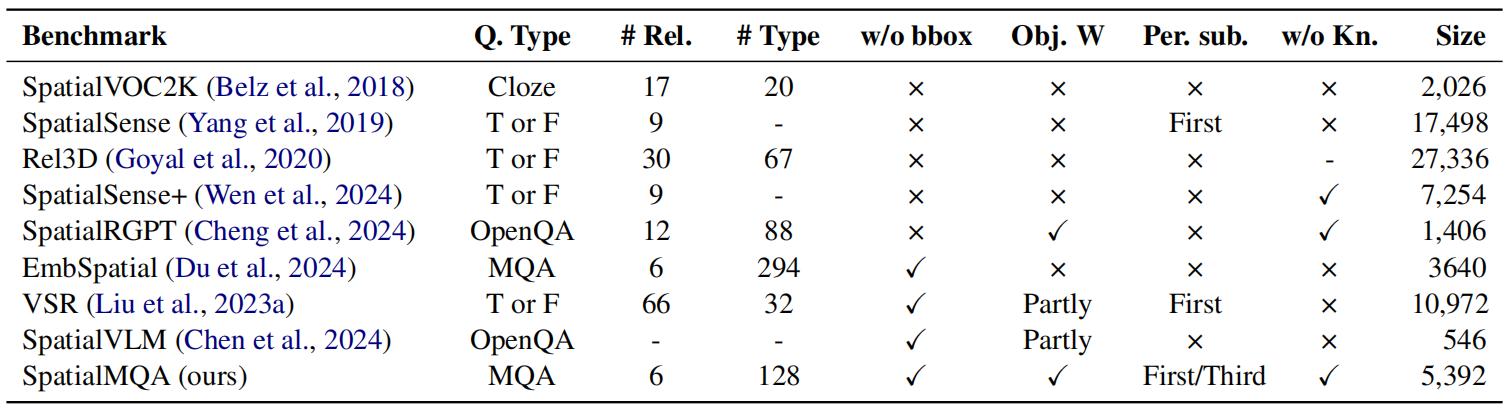 Benchmark Q. Type # Rel. # Type w/o bbox Obj. W Per. sub. w/o Kn. Size
SpatialVOC2K (Belz et al., 2018) Cloze 17 20 × × × × 2,026
SpatialSense (Yang et al., 2019) T or F 9 - × × First × 17,498
Rel3D (Goyal et al., 2020) T or F 30 67 × × × - 27,336
SpatialSense+ (Wen et al., 2024) T or F 9 - × × × ✓ 7,254
SpatialRGPT (Cheng et al., 2024) OpenQA 12 88 × ✓ × ✓ 1,406
EmbSpatial (Du et al., 2024) MQA 6 294 ✓ × × × 3640
VSR (Liu et al., 2023a) T or F 66 32 ✓ Partly First × 10,972
SpatialVLM (Chen et al., 2024) OpenQA - - ✓ Partly × × 546
SpatialMQA (ours) MQA 6 128 ✓ ✓ First/Third ✓ 5,392